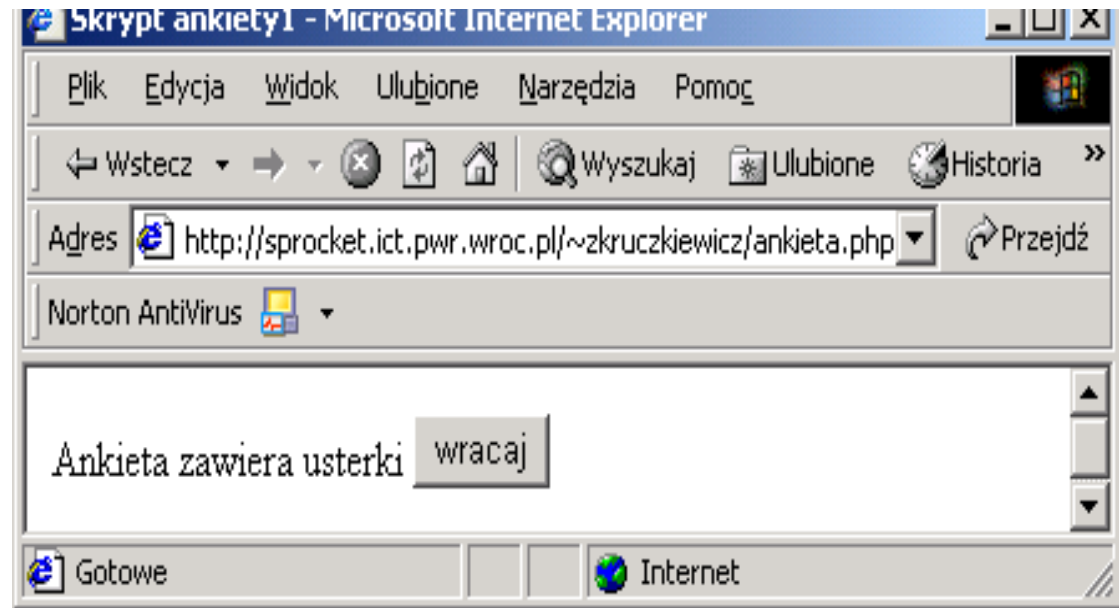 Skrypt ankiety1 - Microsoft Internet Explorer
Plik Edycja Widok Ulubione Narzędzia Pomoc
Wstecz Wyszukaj Ulubione Historia »
Adres http://sprocket.ict.pwr.wroc.pl/~zkruczkiewicz/ankieta.php Przejdź
Norton AntiVirus
Ankieta zawiera usterki wracaj
Gotowe Internet